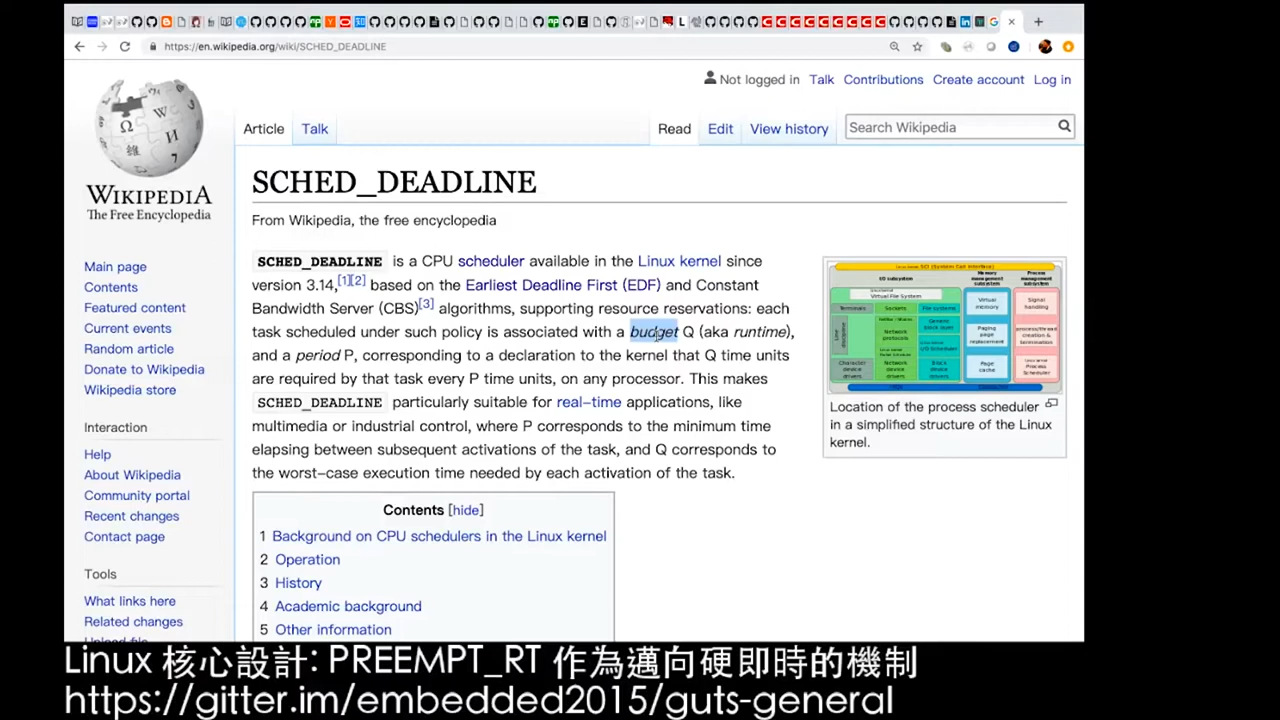 https://en.wikipedia.org/wiki/SCHED_DEADLINE
Not logged in Talk Contributions Create account Log in
Article Talk Read Edit View history Search Wikipedia
WIKIPEDIA
The Free Encyclopedia
SCHED_DEADLINE
From Wikipedia, the free encyclopedia
SCHED_DEADLINE is a CPU scheduler available in the Linux kernel since
version 3.14,[1][2] based on the Earliest Deadline First (EDF) and Constant
Bandwidth Server (CBS)[3] algorithms, supporting resource reservations: each
task scheduled under such policy is associated with a budget Q (aka runtime),
and a period P, corresponding to a declaration to the kernel that Q time units
are required by that task every P time units, on any processor. This makes
SCHED_DEADLINE particularly suitable for real-time applications, like
multimedia or industrial control, where P corresponds to the minimum time
elapsing between subsequent activations of the task, and Q corresponds to
the worst-case execution time needed by each activation of the task.
Location of the process scheduler
in a simplified structure of the Linux
kernel.
Main page
Contents
Featured content
Current events
Random article
Donate to Wikipedia
Wikipedia store
Interaction
Help
About Wikipedia
Community portal
Recent changes
Contact page
Tools
What links here
Related changes
Upload file
Contents [hide]
1 Background on CPU schedulers in the Linux kernel
2 Operation
3 History
4 Academic background
5 Other information
Linux 核心設計: PREEMPT_RT 作為邁向硬即時的機制
https://gitter.im/embedded2015/guts-general